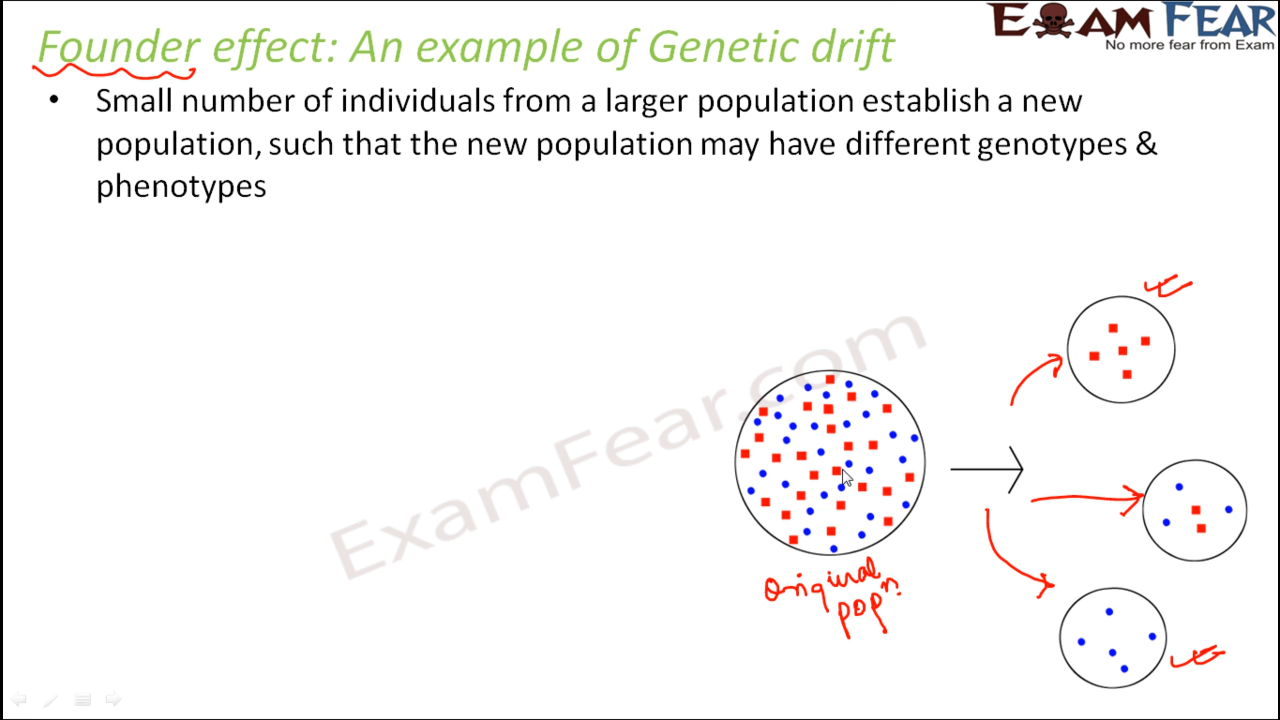 EXAM FEAR
No more fear from Exam
Founder effect: An example of Genetic drift
• Small number of individuals from a larger population establish a new
population, such that the new population may have different genotypes &
phenotypes
ExamFear.com
Original
popn.